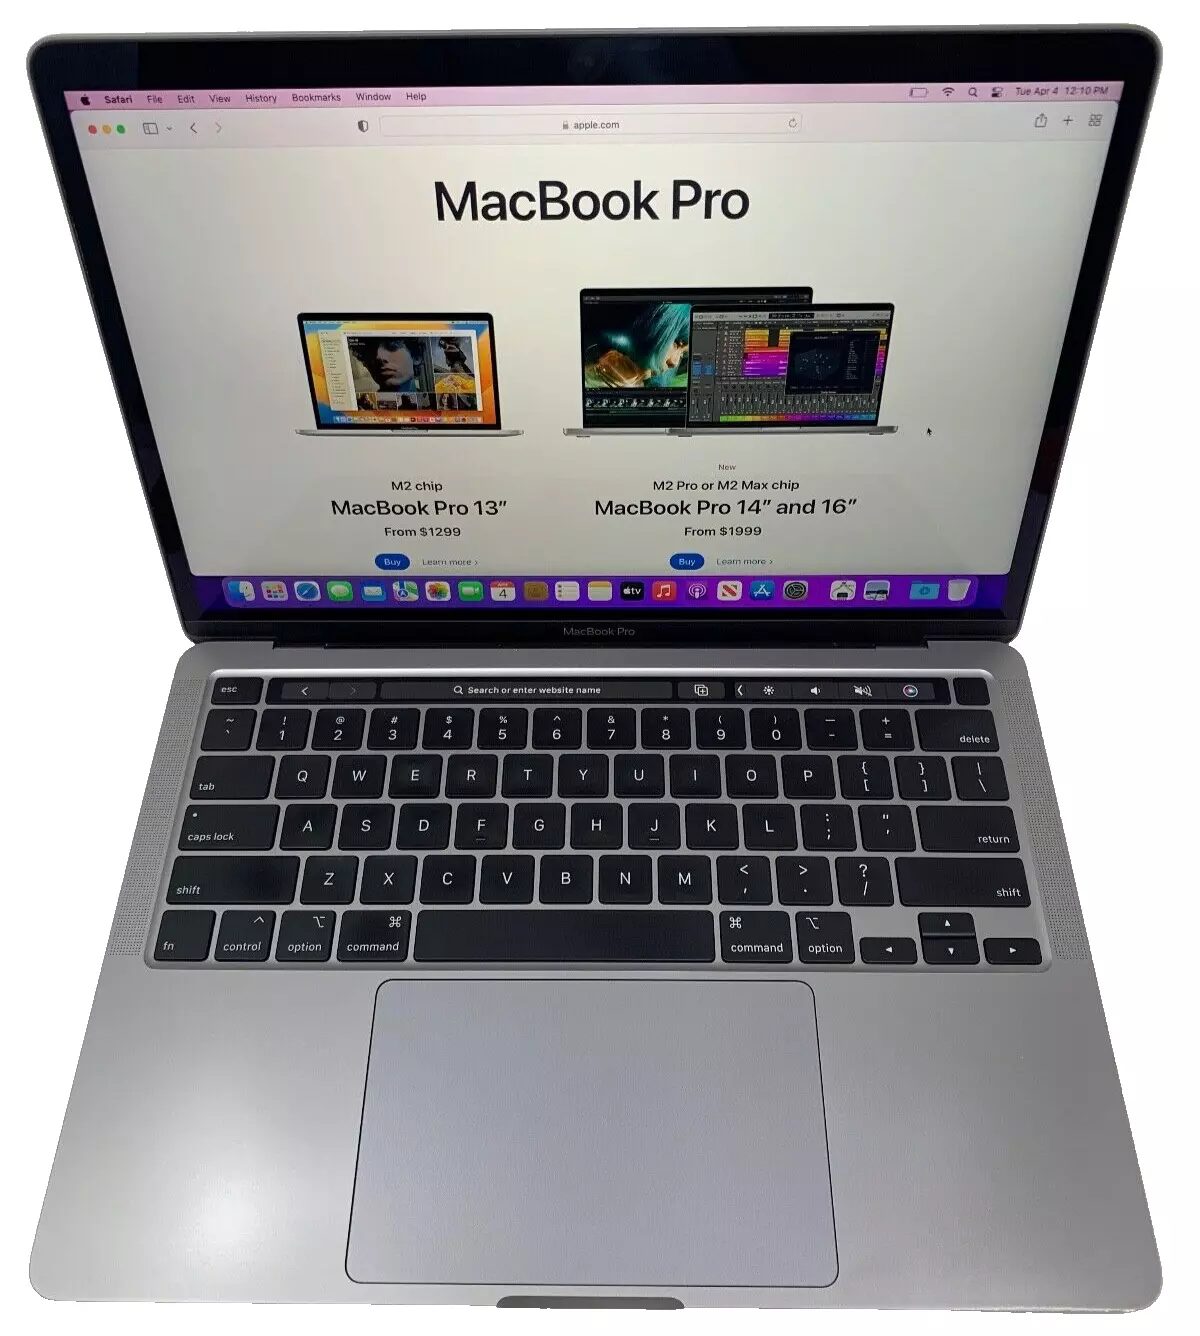 Safari File Edit View History Bookmarks Window Help Tue Apr 4 12:10 PM
apple.com
MacBook Pro
New
M2 chip
MacBook Pro 13”
From $1299
Buy Learn more >
M2 Pro or M2 Max chip
MacBook Pro 14” and 16”
From $1999
Buy Learn more >
4
tv
MacBook Pro
esc Search or enter website name
~ ! @ # $ % ^ & * ( ) — +
` 1 2 3 4 5 6 7 8 9 0 - = delete
tab Q W E R T Y U I O P { [ } ] | \
caps lock A S D F G H J K L : ; " ' return
shift Z X C V B N M < , > . ? / shift
fn control option command command option